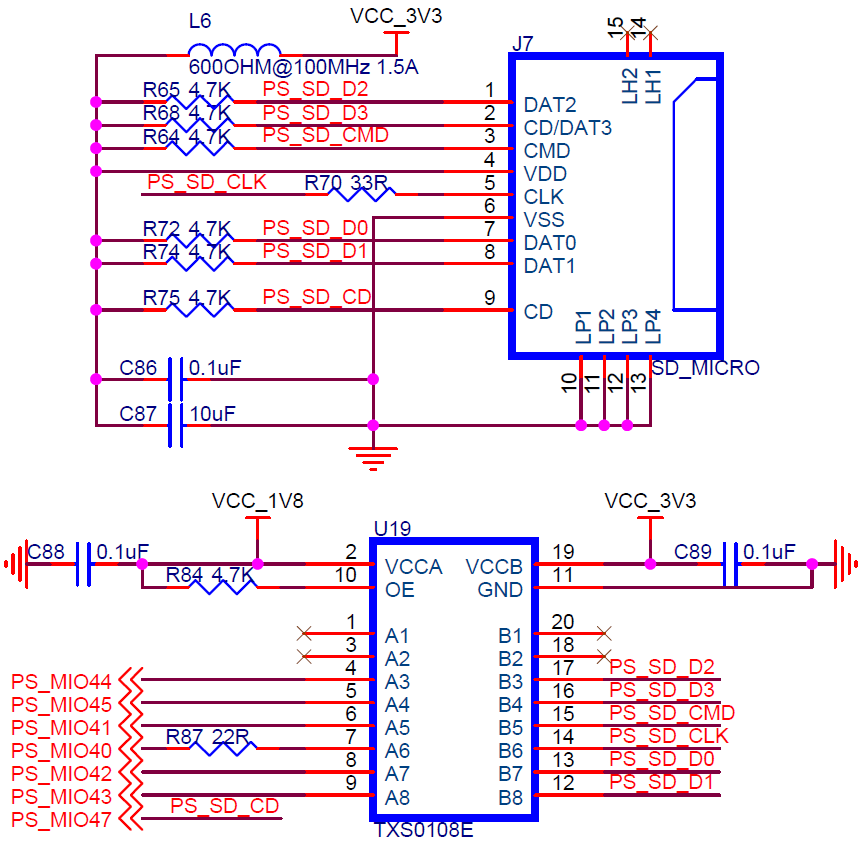 L6
VCC_3V3
600OHM@100MHz 1.5A
15
14
J7
LH2
LH1
R65 4.7K PS_SD_D2 1 DAT2
R68 4.7K PS_SD_D3 2 CD/DAT3
R64 4.7K PS_SD_CMD 3 CMD
4 VDD
PS_SD_CLK R70 33R 5 CLK
6 VSS
R72 4.7K PS_SD_D0 7 DAT0
R74 4.7K PS_SD_D1 8 DAT1
R75 4.7K PS_SD_CD 9 CD
LP1
LP2
LP3
LP4
10
11
12
13
SD_MICRO
C86 0.1uF
C87 10uF
VCC_1V8
VCC_3V3
U19
C88 0.1uF 2 VCCA VCCB 19 C89 0.1uF
R84 4.7K 10 OE GND 11
1 A1 B1 20
3 A2 B2 18
PS_MIO44 4 A3 B3 17 PS_SD_D2
PS_MIO45 5 A4 B4 16 PS_SD_D3
PS_MIO41 6 A5 B5 15 PS_SD_CMD
PS_MIO40 R87 22R 7 A6 B6 14 PS_SD_CLK
PS_MIO42 8 A7 B7 13 PS_SD_D0
PS_MIO43 9 A8 B8 12 PS_SD_D1
PS_MIO47 PS_SD_CD
TXS0108E